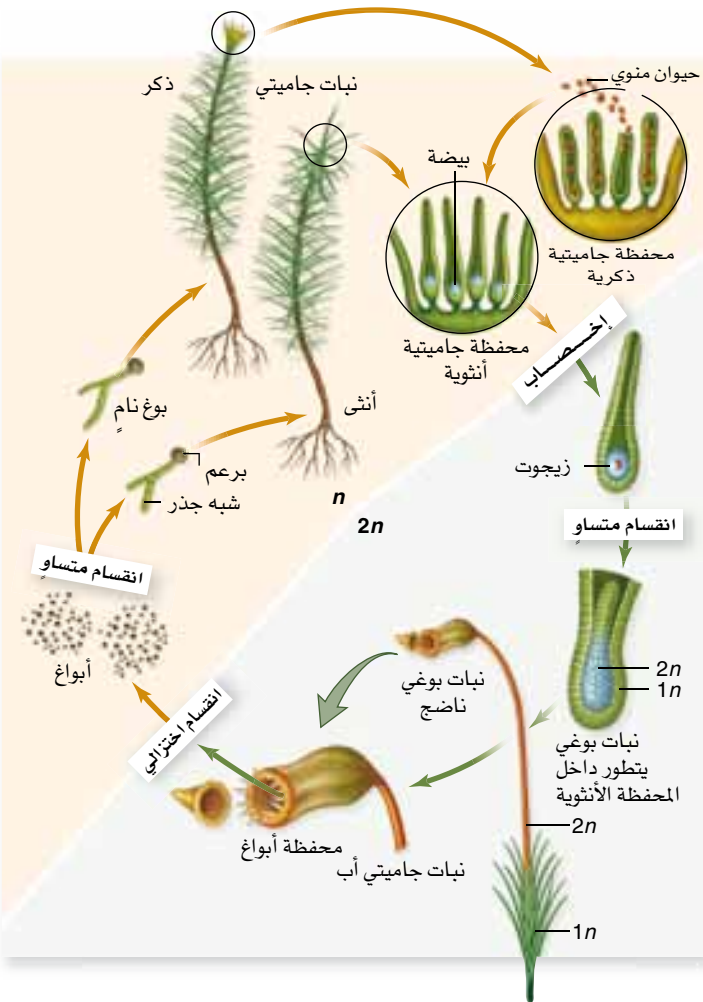 حيوان منوي
ذكر
نبات جاميتي
بيضة
محفظة جاميتية
ذكرية
محفظة جاميتية
أنثوية
إخـــصـــاب
أنثى
بوغ نامٍ
برعم
شبه جذر
زيجوت
n
2n
انقسام متساوٍ
انقسام متساوٍ
أبواغ
2n
1n
نبات بوغي
ناضج
انقسام اختزالي
نبات بوغي
يتطور داخل
المحفظة الأنثوية
2n
محفظة أبواغ
نبات جاميتي أب
1n